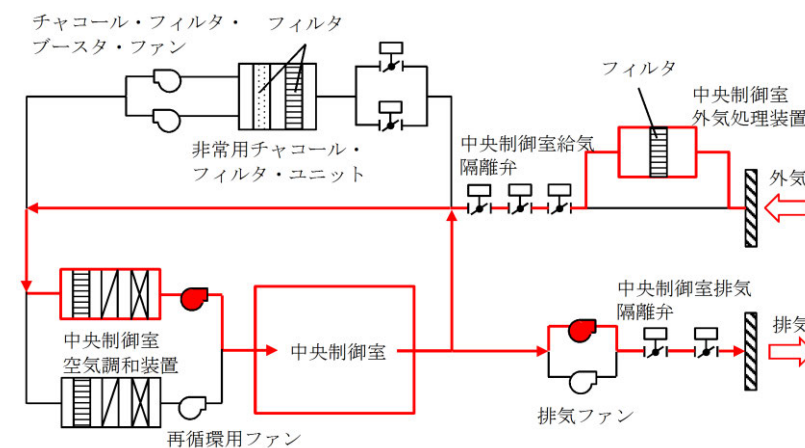 チャコール・フィルタ・
ブースタ・ファン
フィルタ
非常用チャコール・
フィルタ・ユニット
中央制御室給気
隔離弁
フィルタ
中央制御室
外気処理装置
外気
中央制御室
空気調和装置
再循環用ファン
中央制御室
排気ファン
中央制御室排気
隔離弁
排気